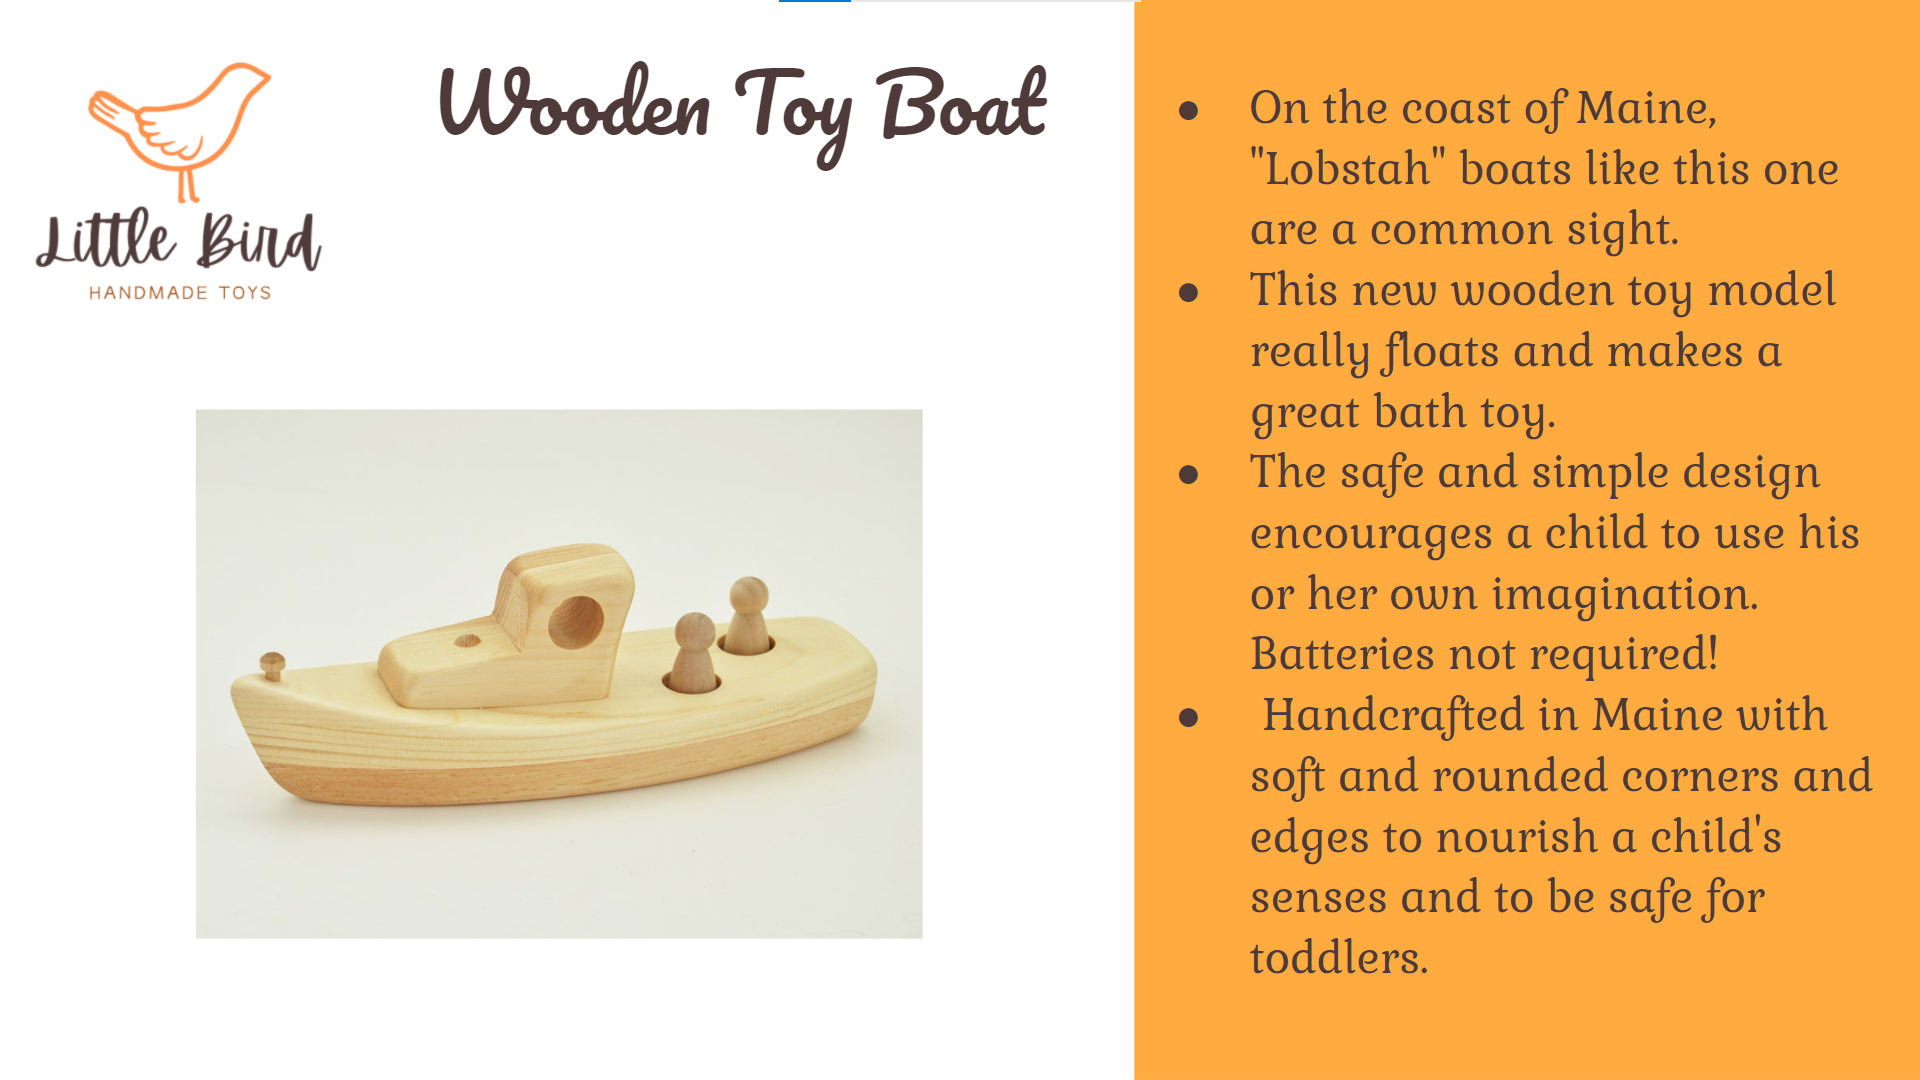 Wooden Toy Boat
Little Bird
HANDMADE TOYS
● On the coast of Maine,
"Lobstah" boats like this one
are a common sight.
● This new wooden toy model
really floats and makes a
great bath toy.
● The safe and simple design
encourages a child to use his
or her own imagination.
Batteries not required!
● Handcrafted in Maine with
soft and rounded corners and
edges to nourish a child's
senses and to be safe for
toddlers.